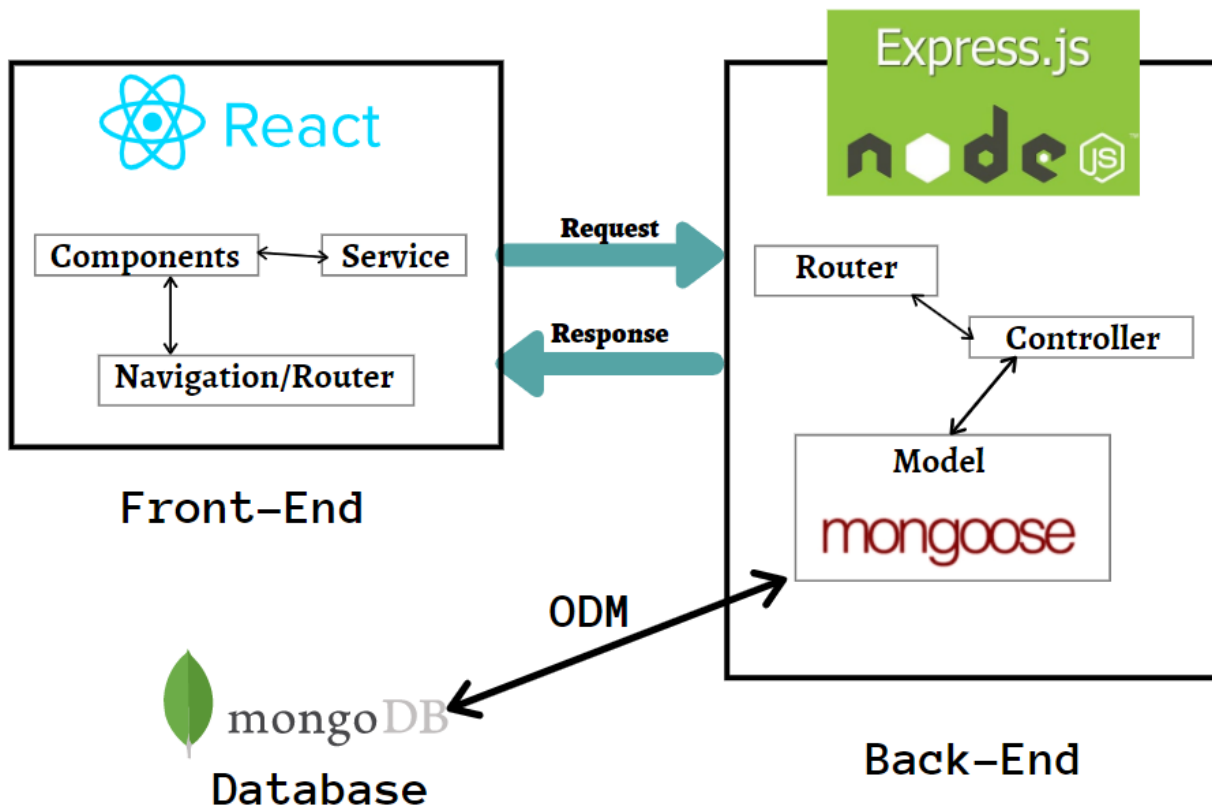 Express.js
node
JS
™
React
Request
Components
Service
Router
Response
Controller
Navigation/Router
Model
mongoose
Front-End
ODM
mongoDB
Database
Back-End